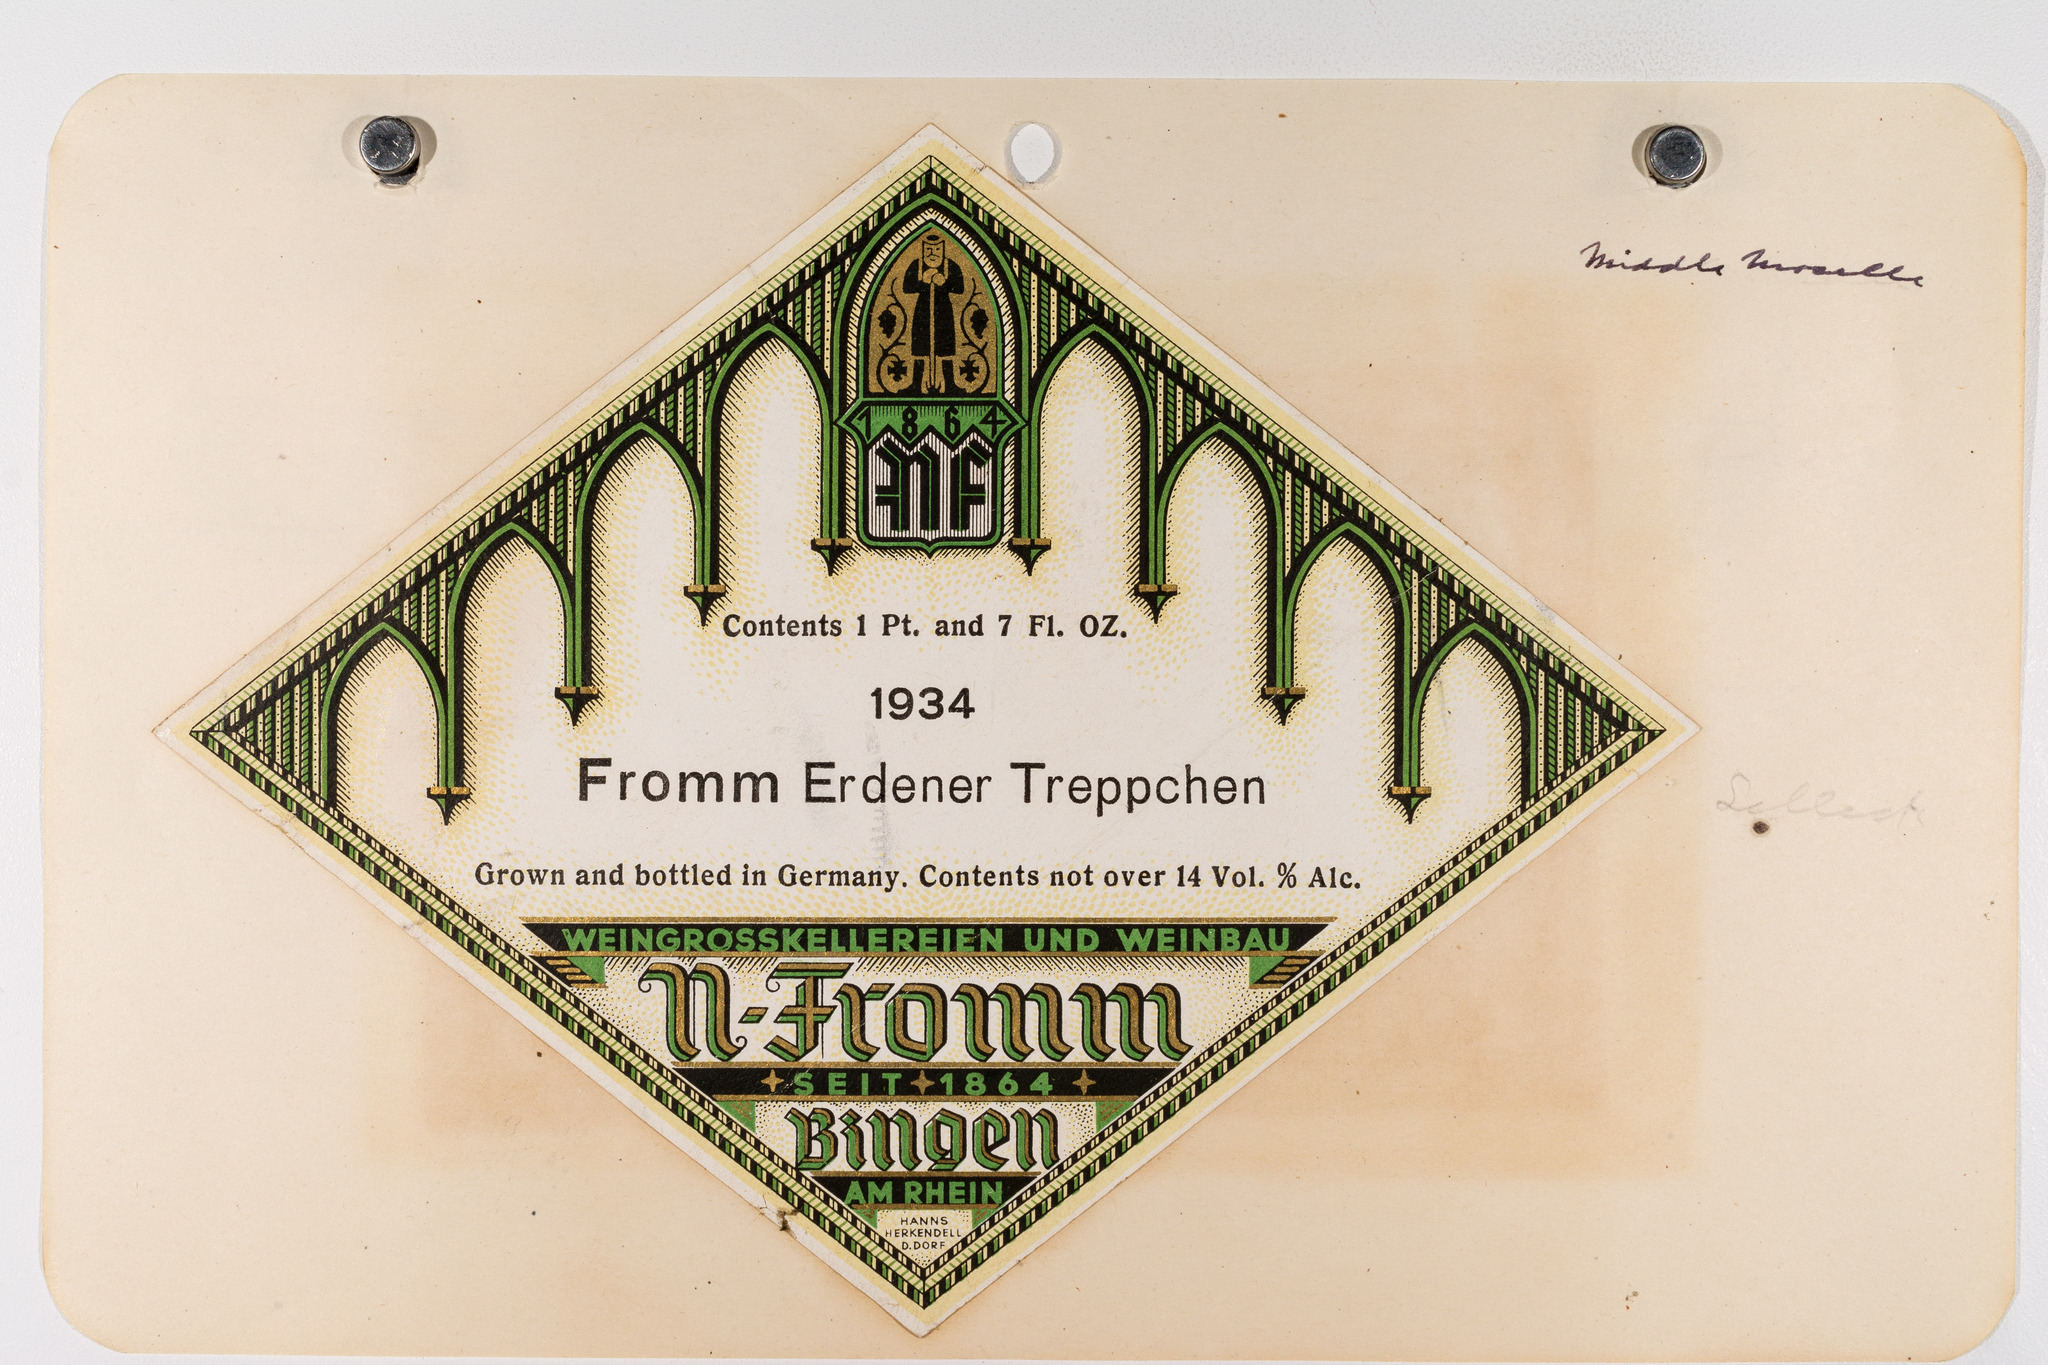 Middle Moselle
1864
NF
Contents 1 Pt. and 7 Fl. OZ.
1934
Fromm Erdener Treppchen
Grown and bottled in Germany. Contents not over 14 Vol. % Alc.
WEINGROSSKELLEREIEN UND WEINBAU
N-Fromm
SEIT 1864
Bingen
AM RHEIN
HANNS
HERKENDELL
D.DORF